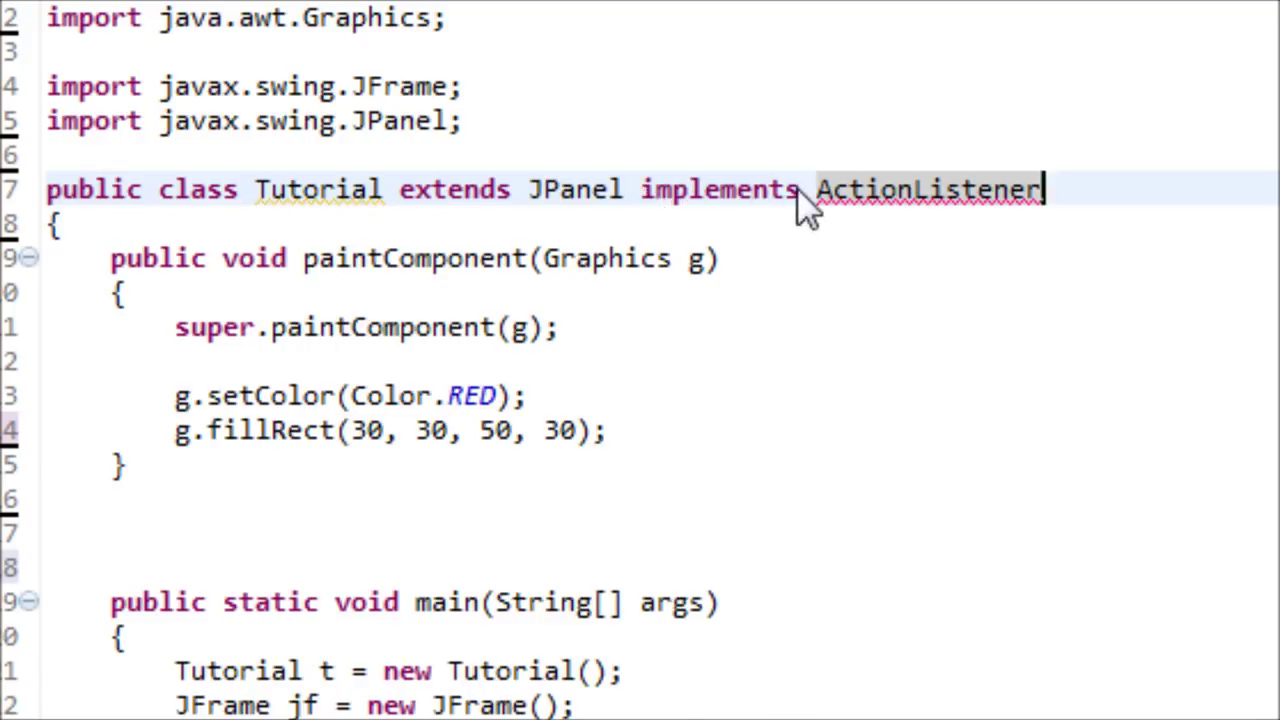 2 import java.awt.Graphics;
3
4 import javax.swing.JFrame;
5 import javax.swing.JPanel;
6
7 public class Tutorial extends JPanel implements ActionListener
8 {
9 public void paintComponent(Graphics g)
0 {
1 super.paintComponent(g);
2
3 g.setColor(Color.RED);
4 g.fillRect(30, 30, 50, 30);
5 }
6
7
8
9 public static void main(String[] args)
0 {
1 Tutorial t = new Tutorial();
2 JFrame jf = new JFrame();